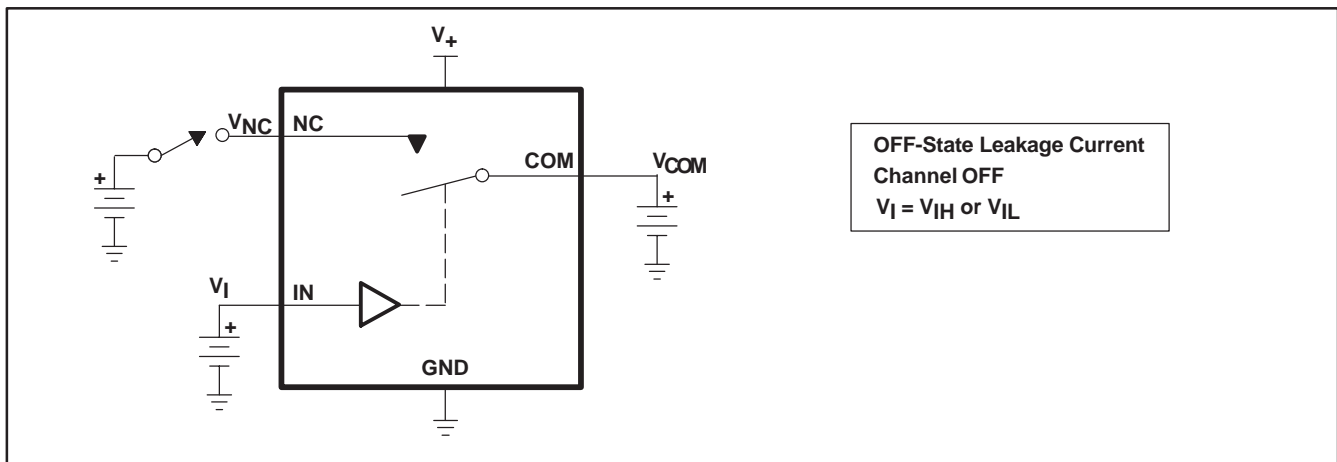 V+
VNC NC
COM VCOM
+
+
VI IN
+
GND
OFF-State Leakage Current
Channel OFF
VI = VIH or VIL